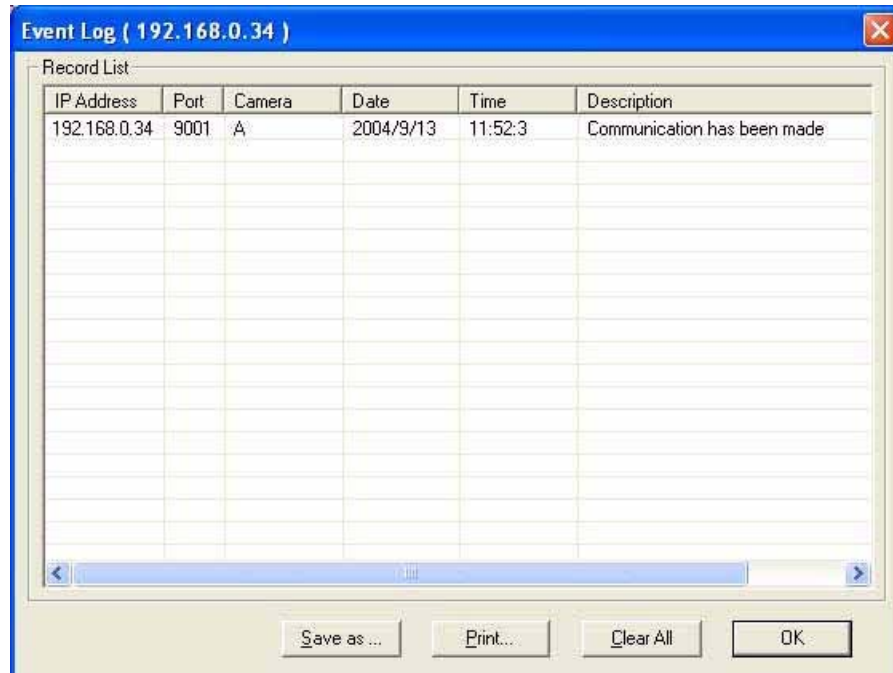 Event Log ( 192.168.0.34 )
Record List
IP Address Port Camera Date Time Description
192.168.0.34 9001 A 2004/9/13 11:52:3 Communication has been made
Save as ... Print... Clear All OK